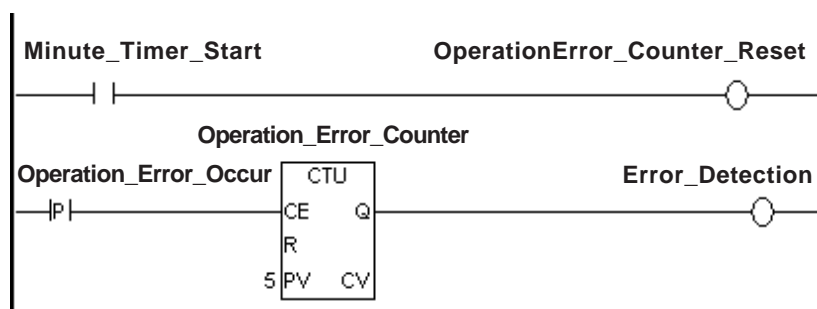 Minute_Timer_Start OperationError_Counter_Reset
Operation_Error_Counter
Operation_Error_Occur CTU Error_Detection
P CE Q
R
5 PV CV